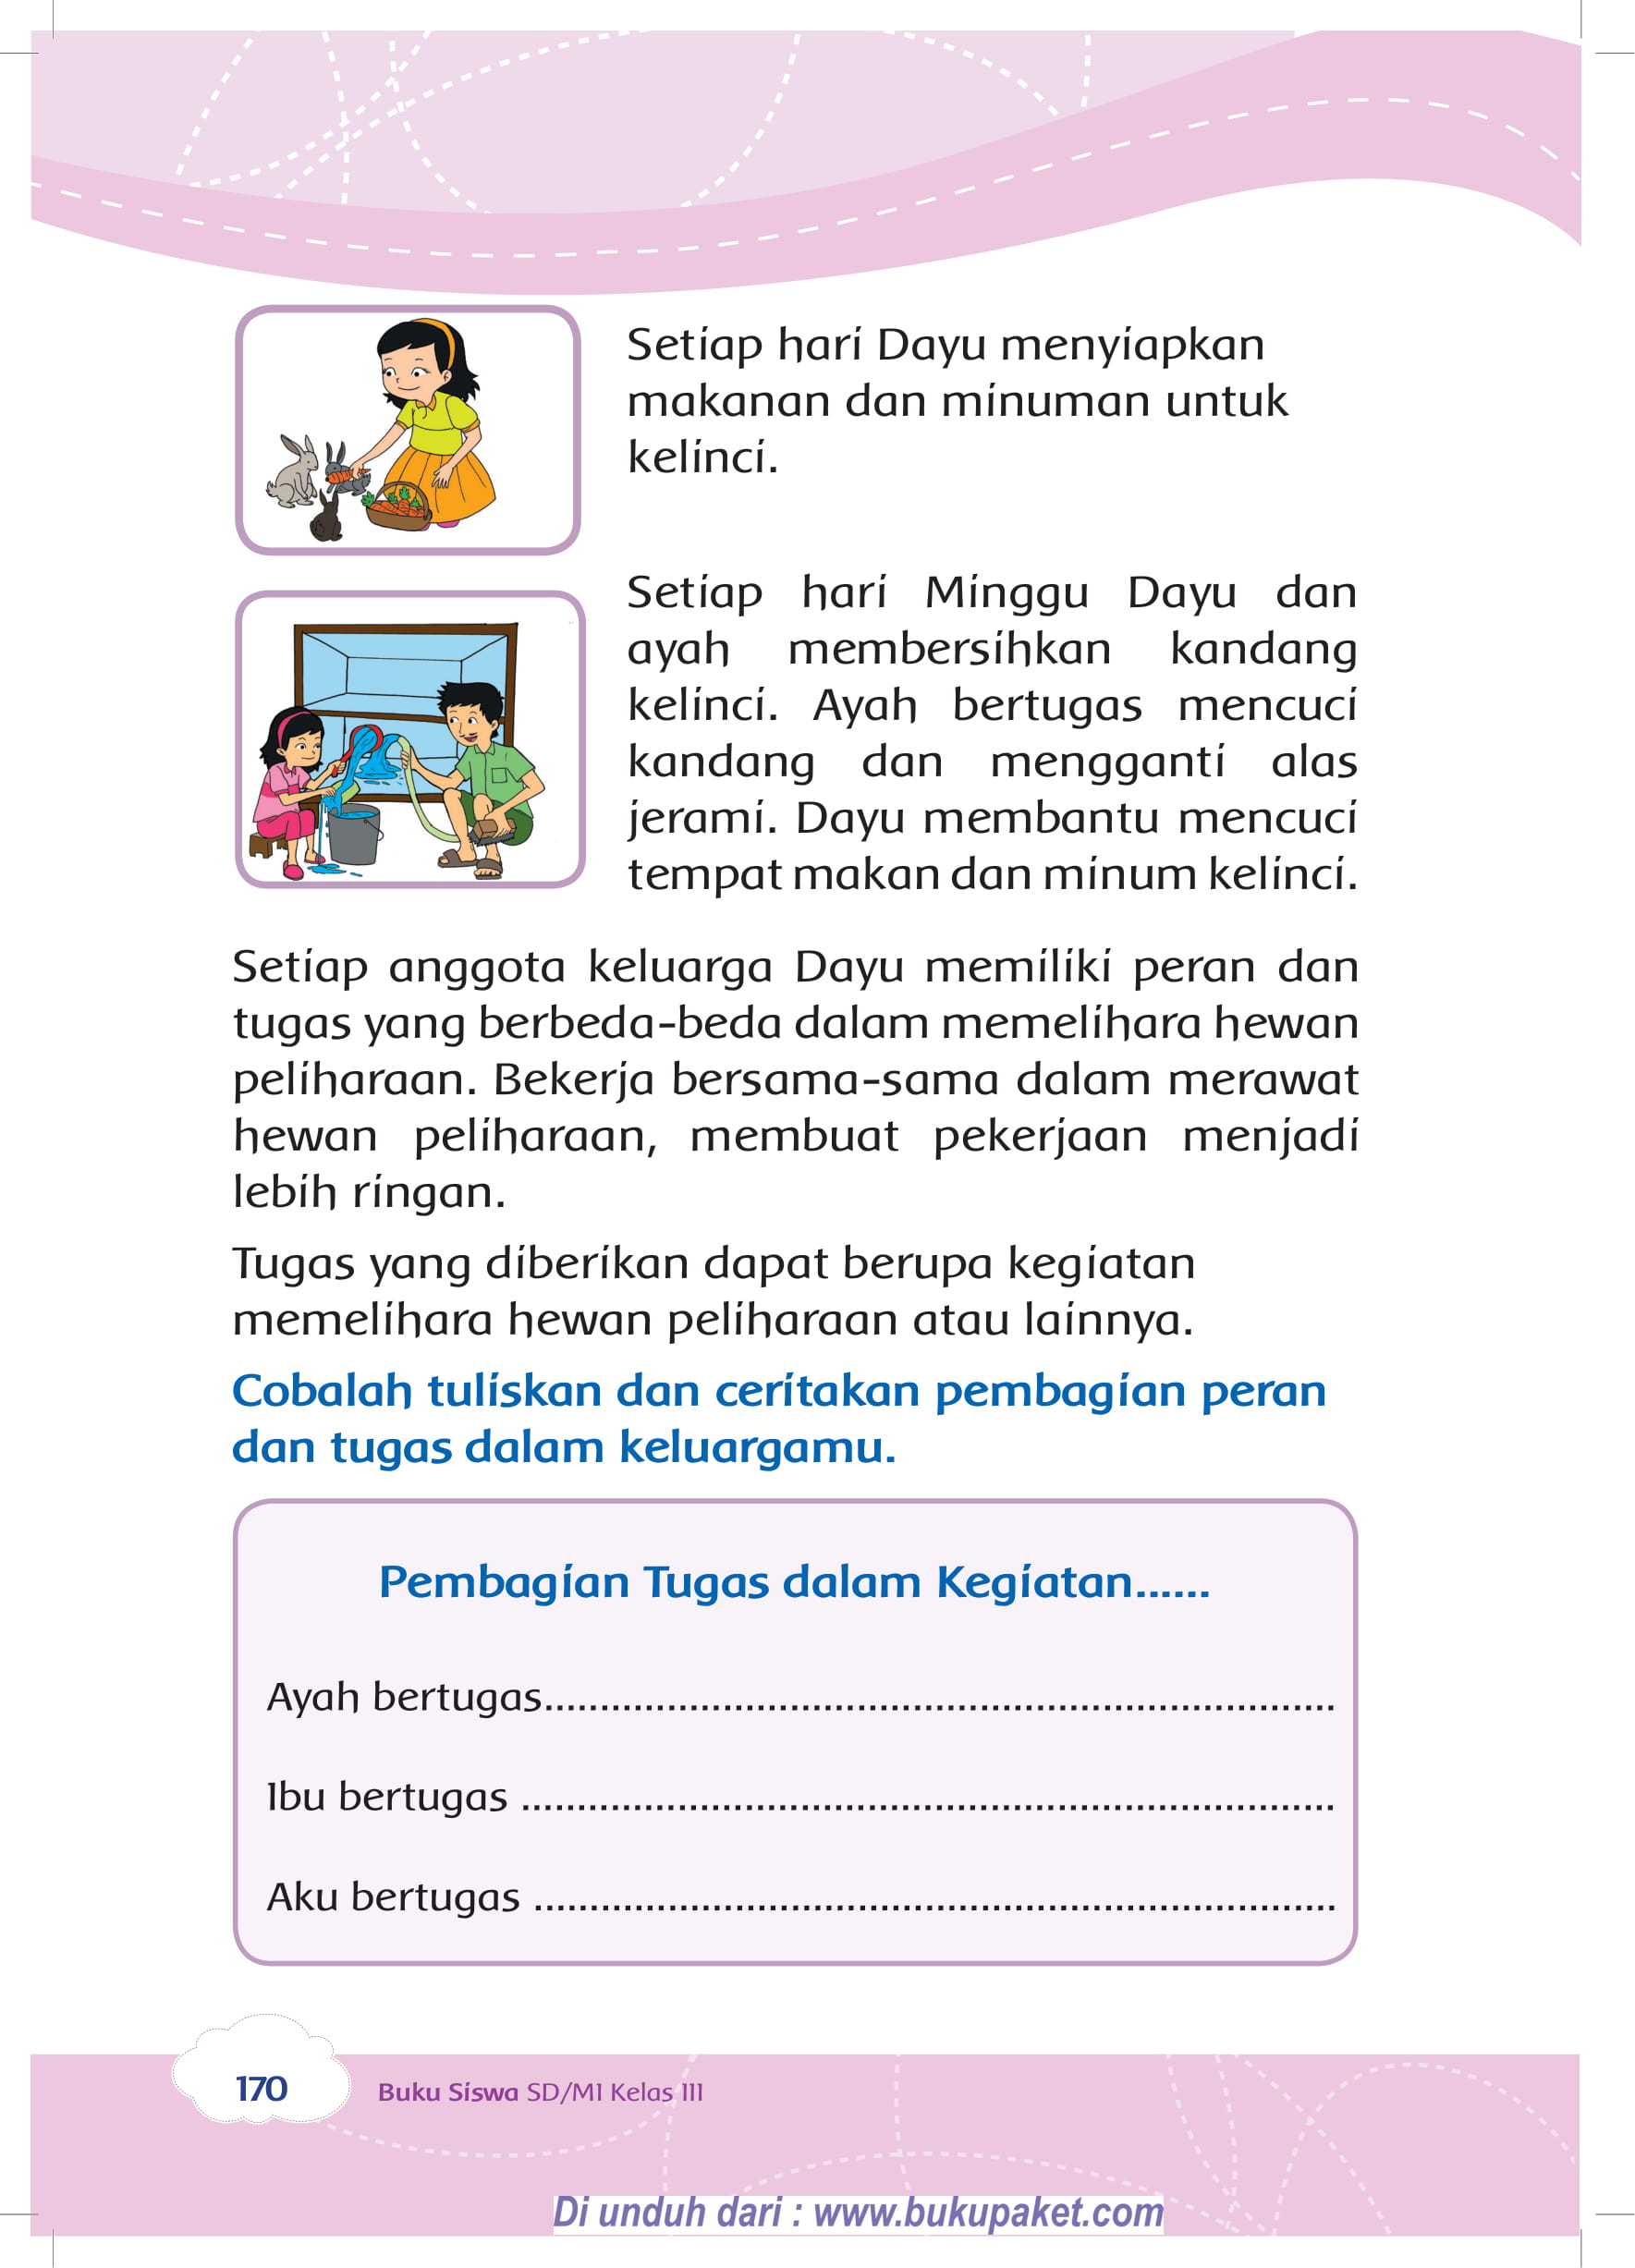 Setiap hari Dayu menyiapkan
makanan dan minuman untuk
kelinci.
Setiap hari Minggu Dayu dan
ayah membersihkan kandang
kelinci. Ayah bertugas mencuci
kandang dan mengganti alas
jerami. Dayu membantu mencuci
tempat makan dan minum kelinci.
Setiap anggota keluarga Dayu memiliki peran dan
tugas yang berbeda-beda dalam memelihara hewan
peliharaan. Bekerja bersama-sama dalam merawat
hewan peliharaan, membuat pekerjaan menjadi
lebih ringan.
Tugas yang diberikan dapat berupa kegiatan
memelihara hewan peliharaan atau lainnya.
Cobalah tuliskan dan ceritakan pembagian peran
dan tugas dalam keluargamu.
Pembagian Tugas dalam Kegiatan......
Ayah bertugas.......................................................................
Ibu bertugas .........................................................................
Aku bertugas ........................................................................
170
Buku Siswa SD/MI Kelas III
Di unduh dari : www.bukupaket.com